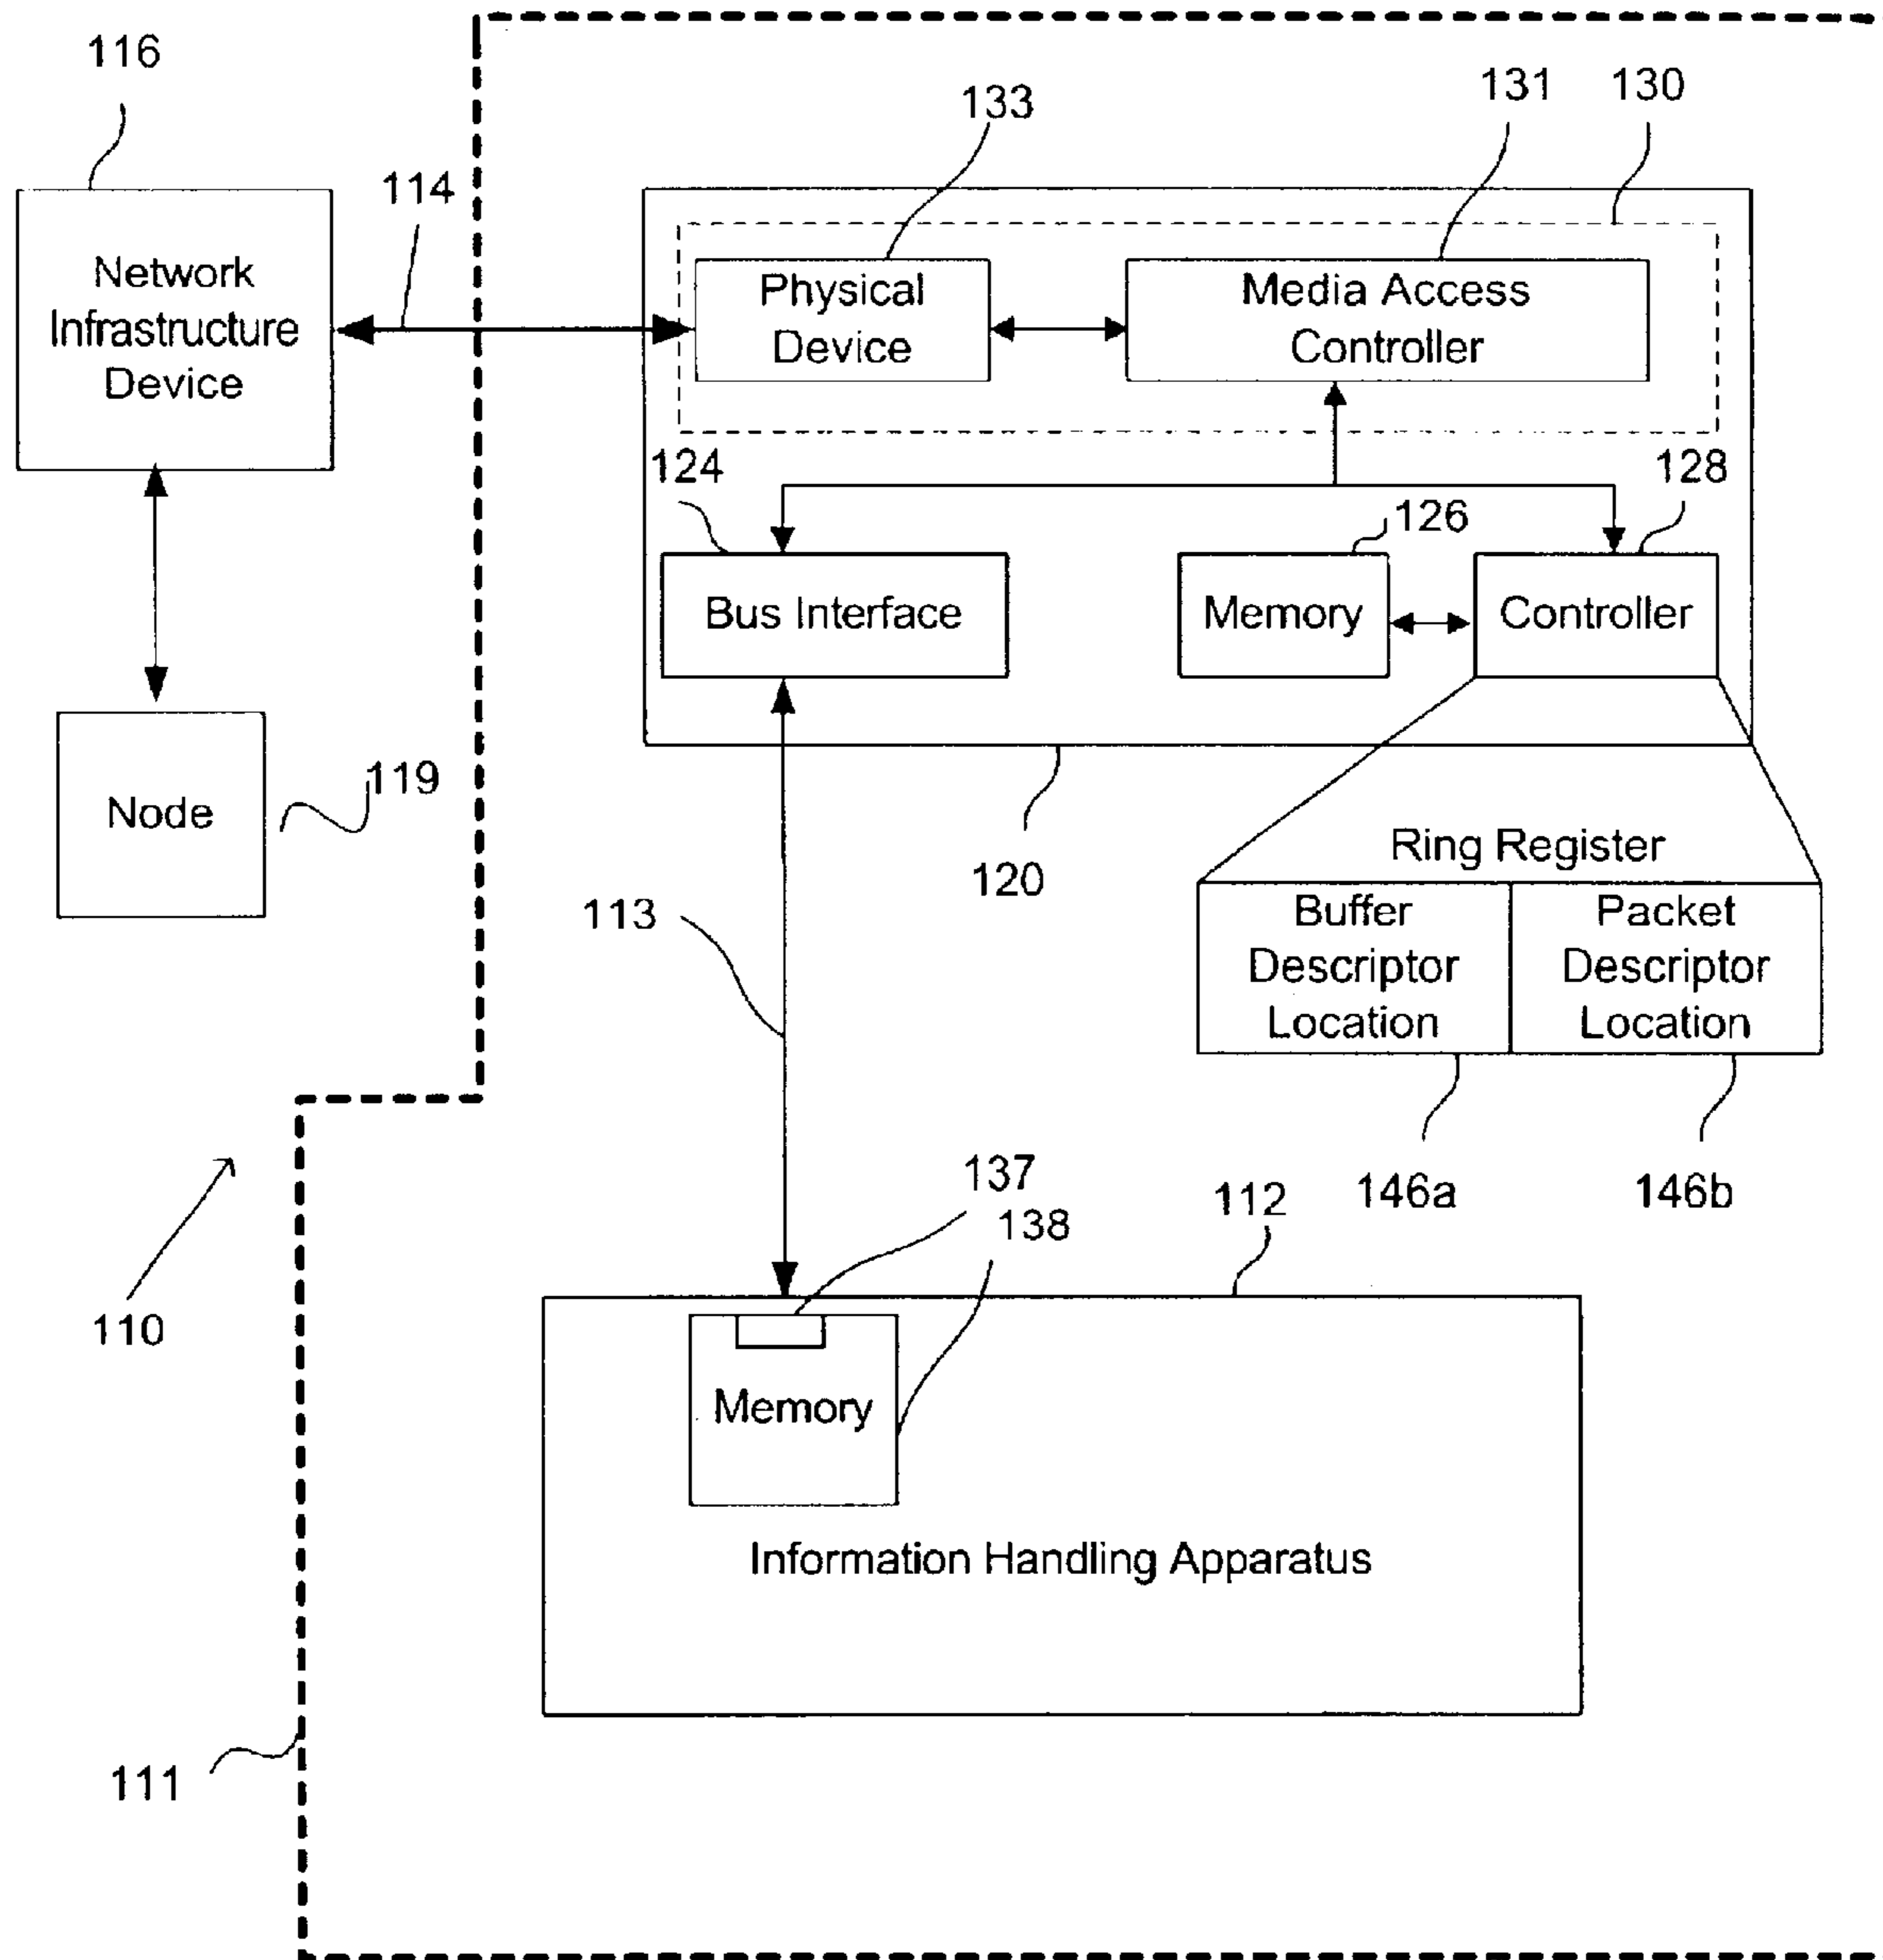 116
133
131
130
114
Network
Infrastructure
Device
Physical
Device
Media Access
Controller
124
128
126
Bus Interface
Memory
Controller
119
Node
Ring Register
120
113
Buffer
Descriptor
Location
Packet
Descriptor
Location
137
112
146a
146b
138
110
Memory
Information Handling Apparatus
111